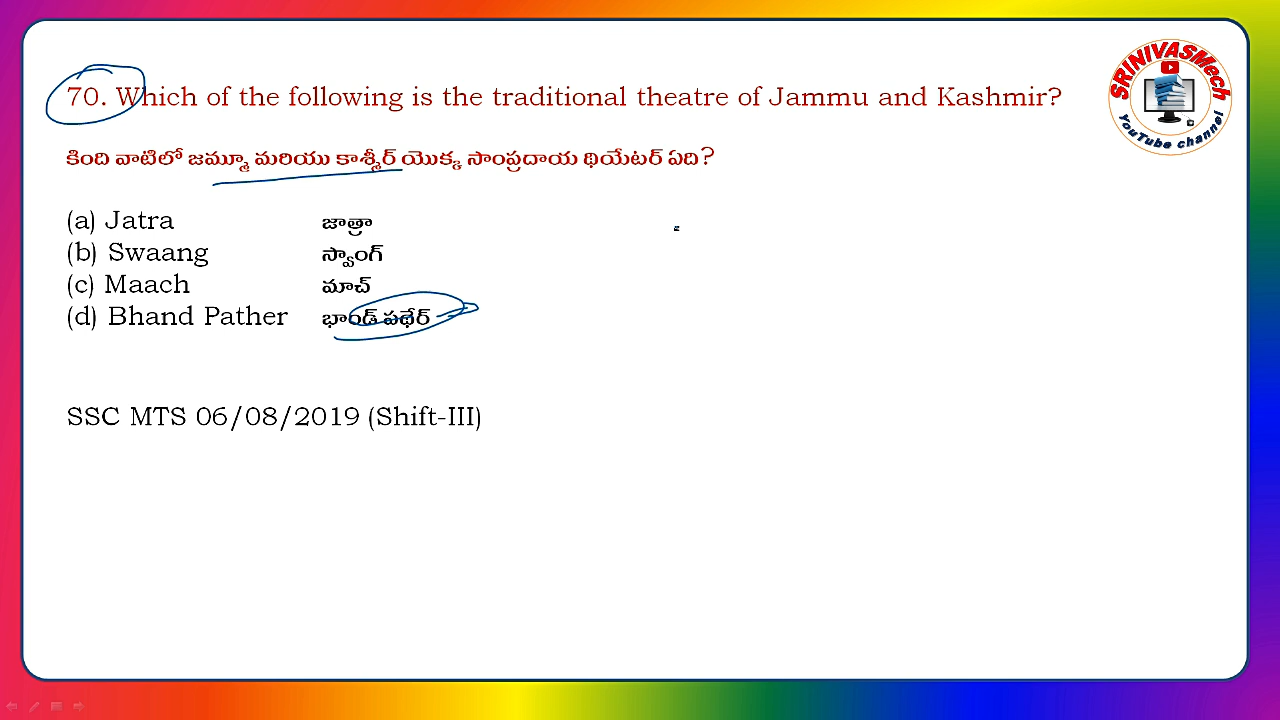 70. Which of the following is the traditional theatre of Jammu and Kashmir?
SRINIVASMech
YouTube channel
కింది వాటిలో జమ్మూ మరియు కాశ్మీర్ యొక్క సాంప్రదాయ థియేటర్ ఏది?
(a) Jatra జాత్రా
(b) Swaang స్వాంగ్
(c) Maach మాచ్
(d) Bhand Pather భాండ్ పథేర్
SSC MTS 06/08/2019 (Shift-III)